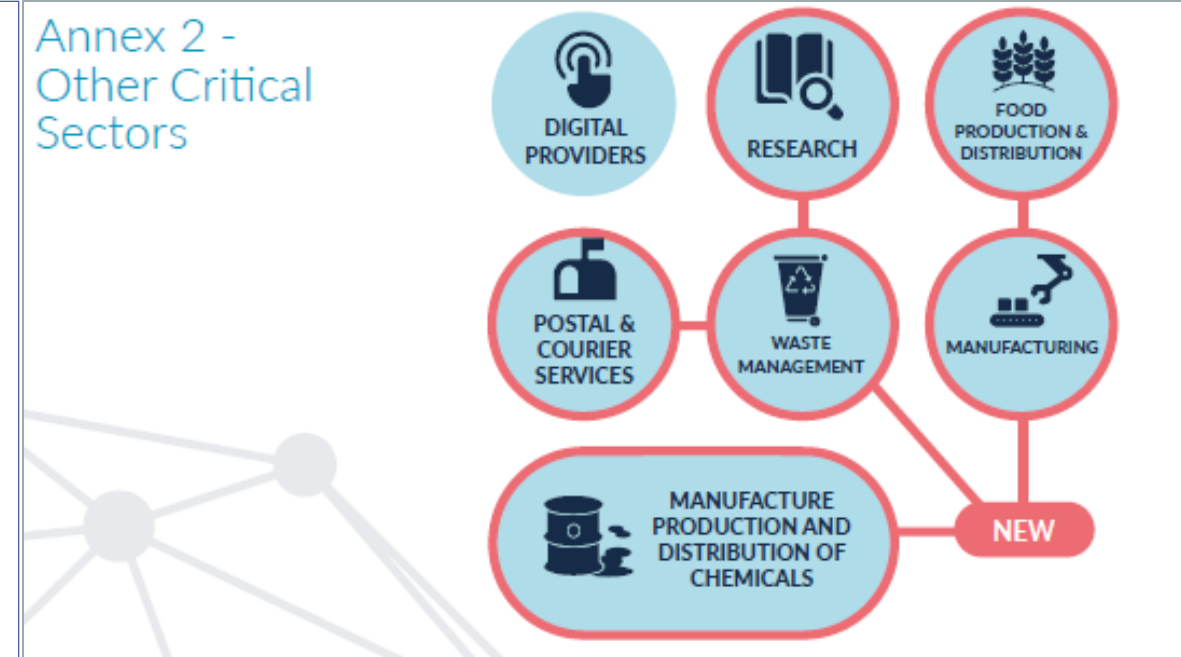 Annex 2 -
Other Critical
Sectors
DIGITAL
PROVIDERS
RESEARCH
FOOD
PRODUCTION &
DISTRIBUTION
POSTAL &
COURIER
SERVICES
WASTE
MANAGEMENT
MANUFACTURING
MANUFACTURE
PRODUCTION AND
DISTRIBUTION OF
CHEMICALS
NEW